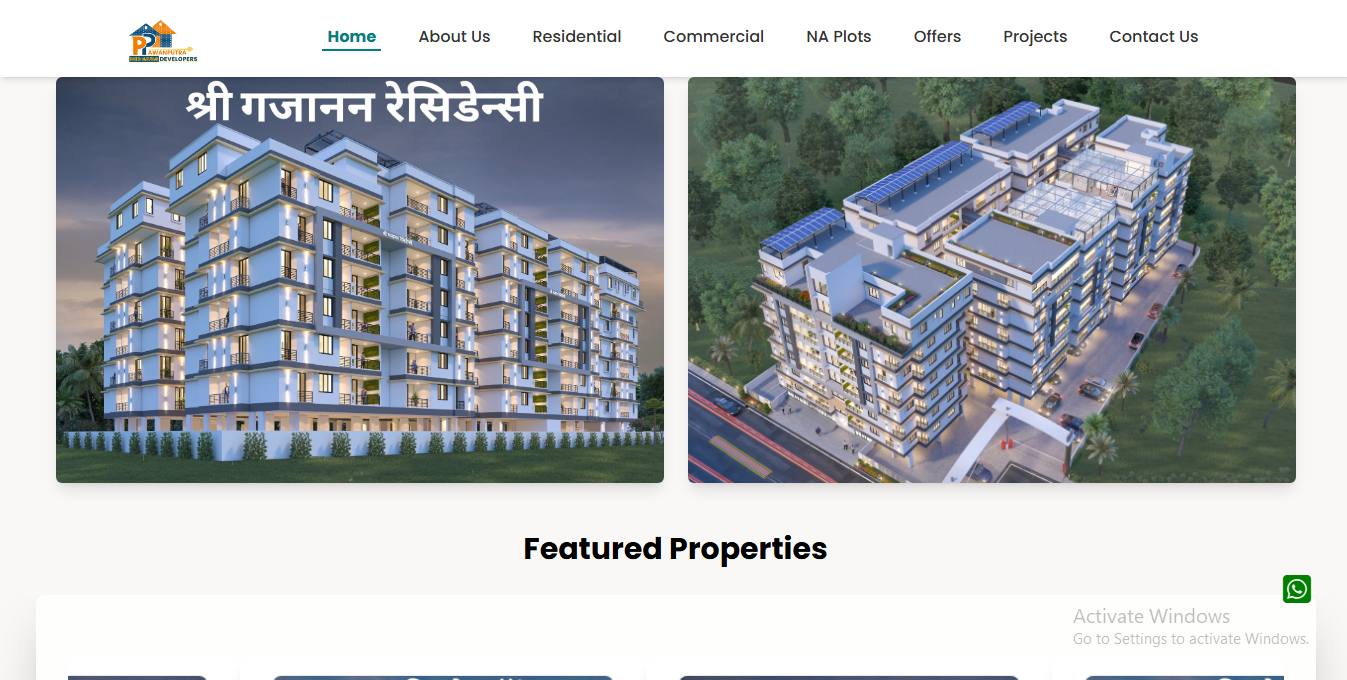 PP
AWANPUTRA
DEVELOPERS
Home
About Us
Residential
Commercial
NA Plots
Offers
Projects
Contact Us
श्री गजानन रेसिडेन्सी
Featured Properties
Activate Windows
Go to Settings to activate Windows.